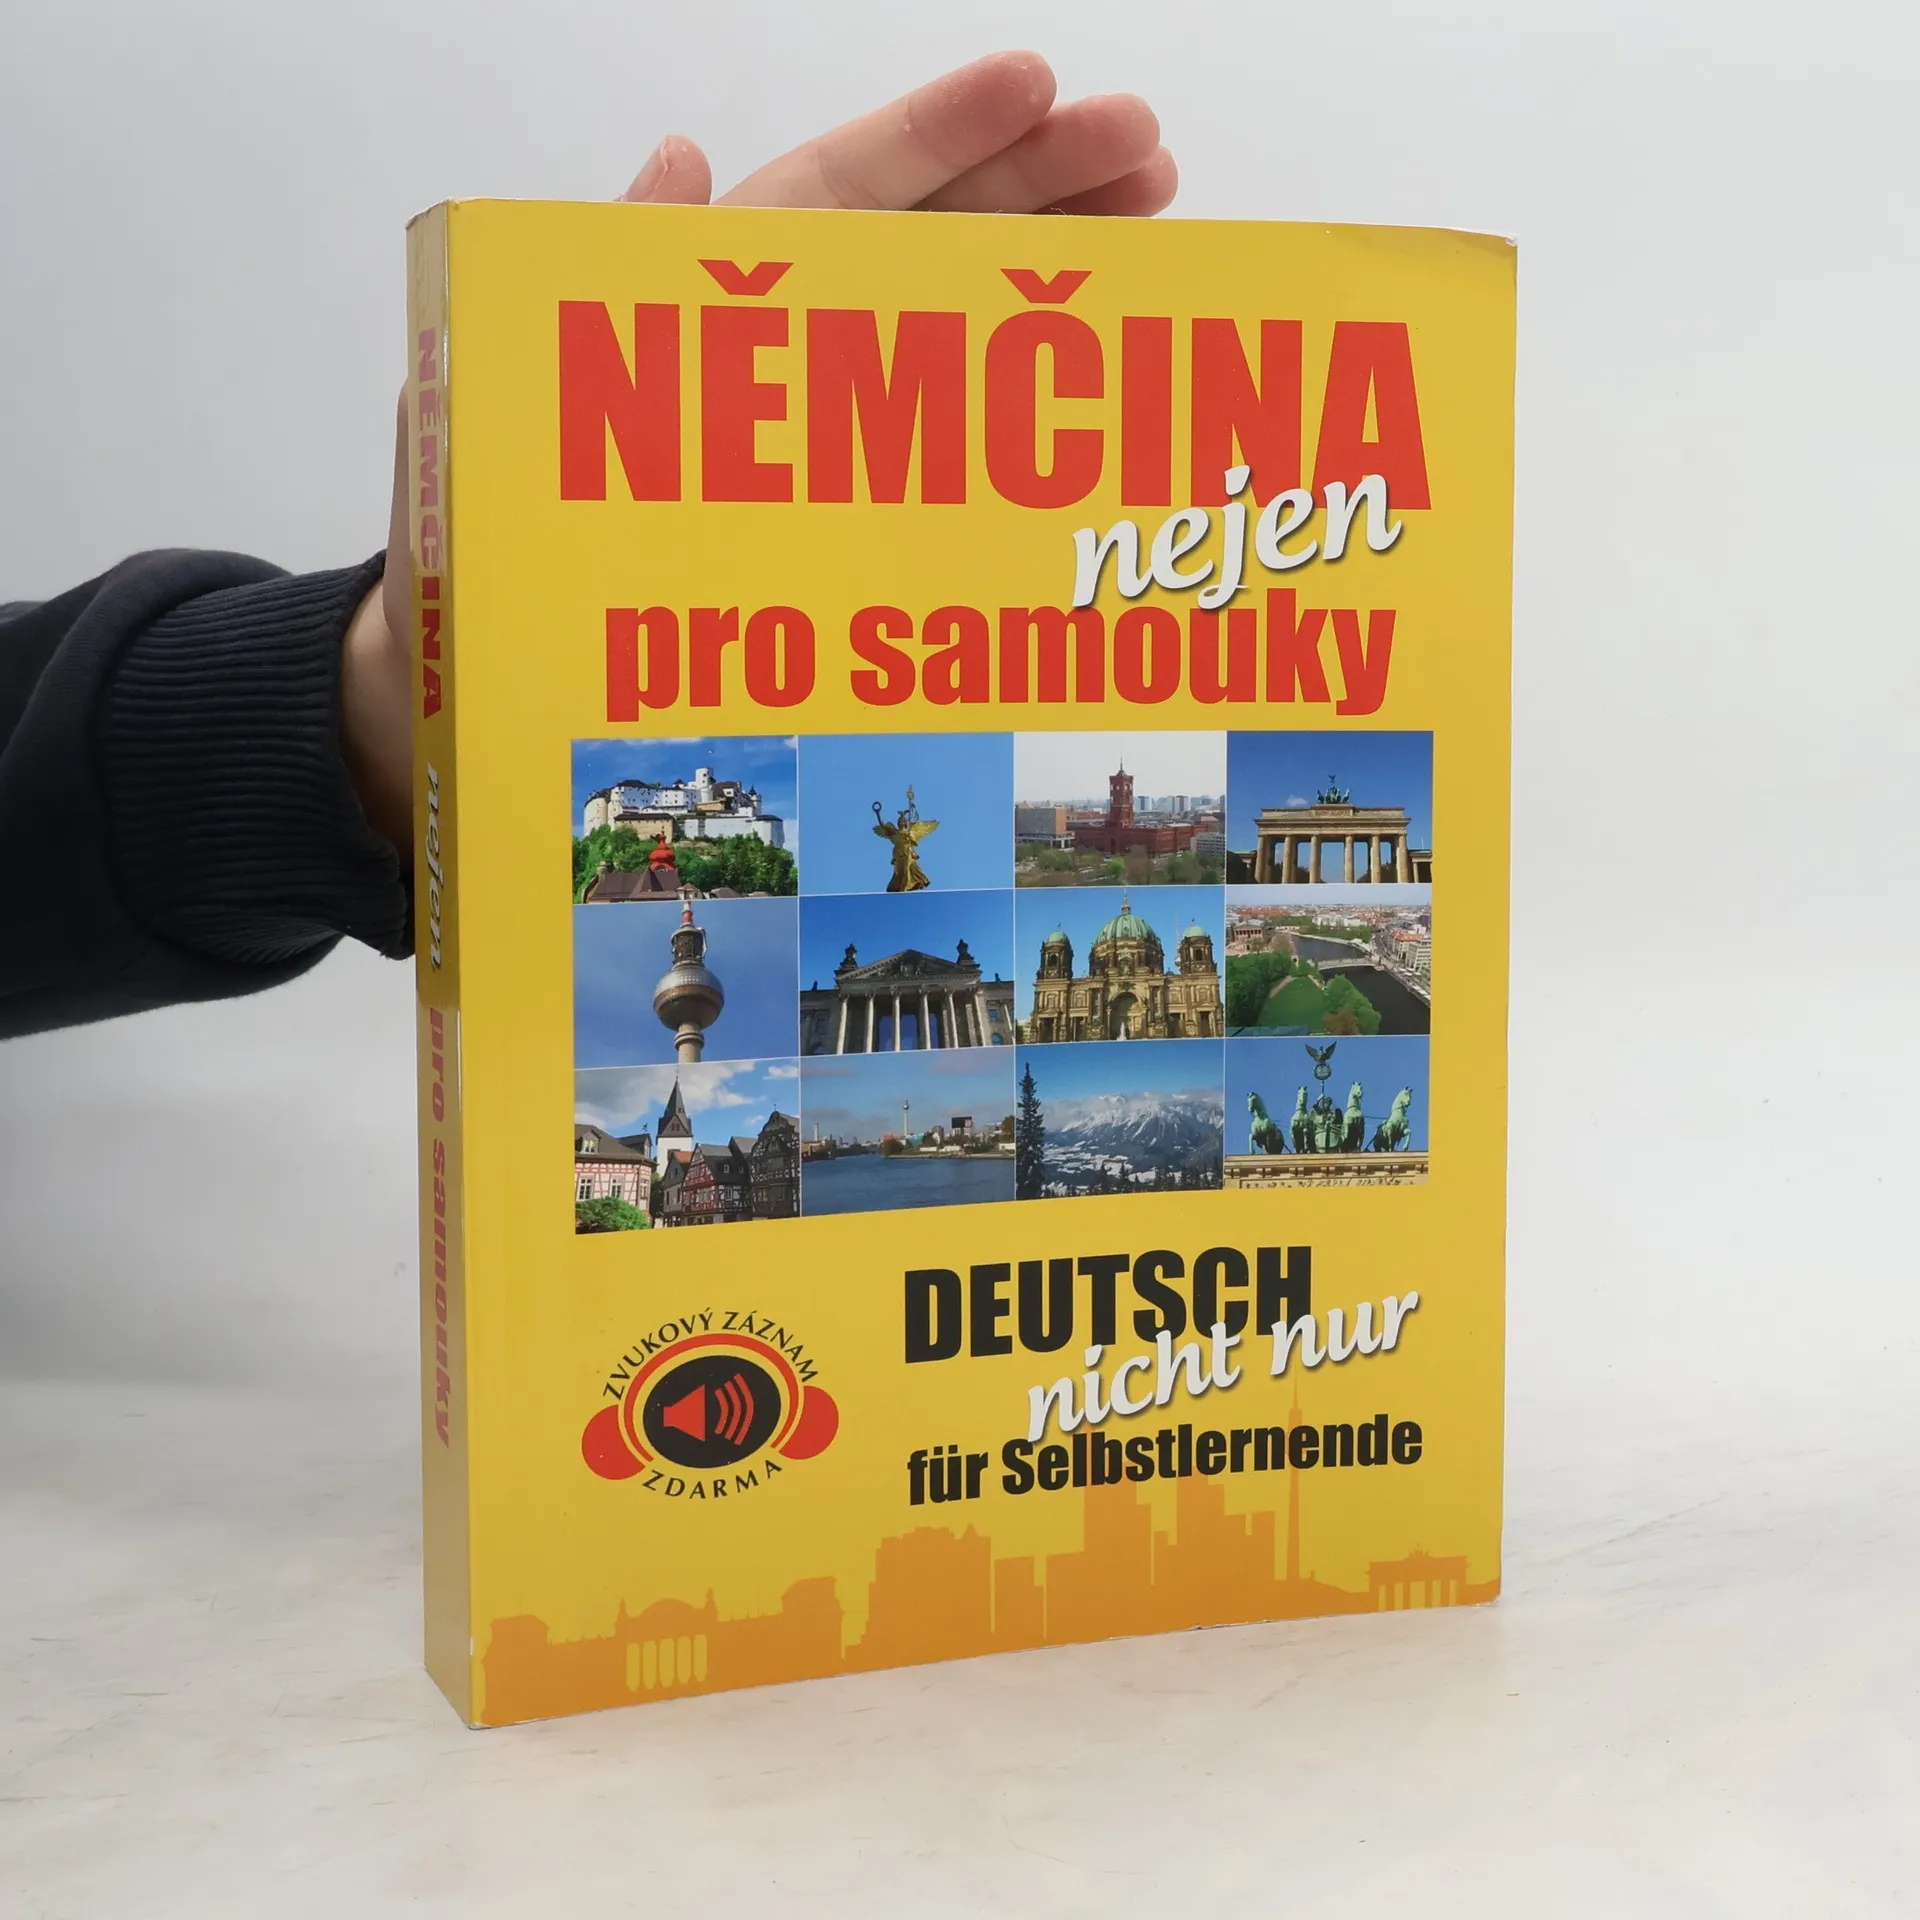 NĚMČINA
nejen
pro samouky
NĚMČINA nejen pro samouky
ZVUKOVÝ ZÁZNAM
ZDARMA
DEUTSCH
nicht nur
für Selbstlernende